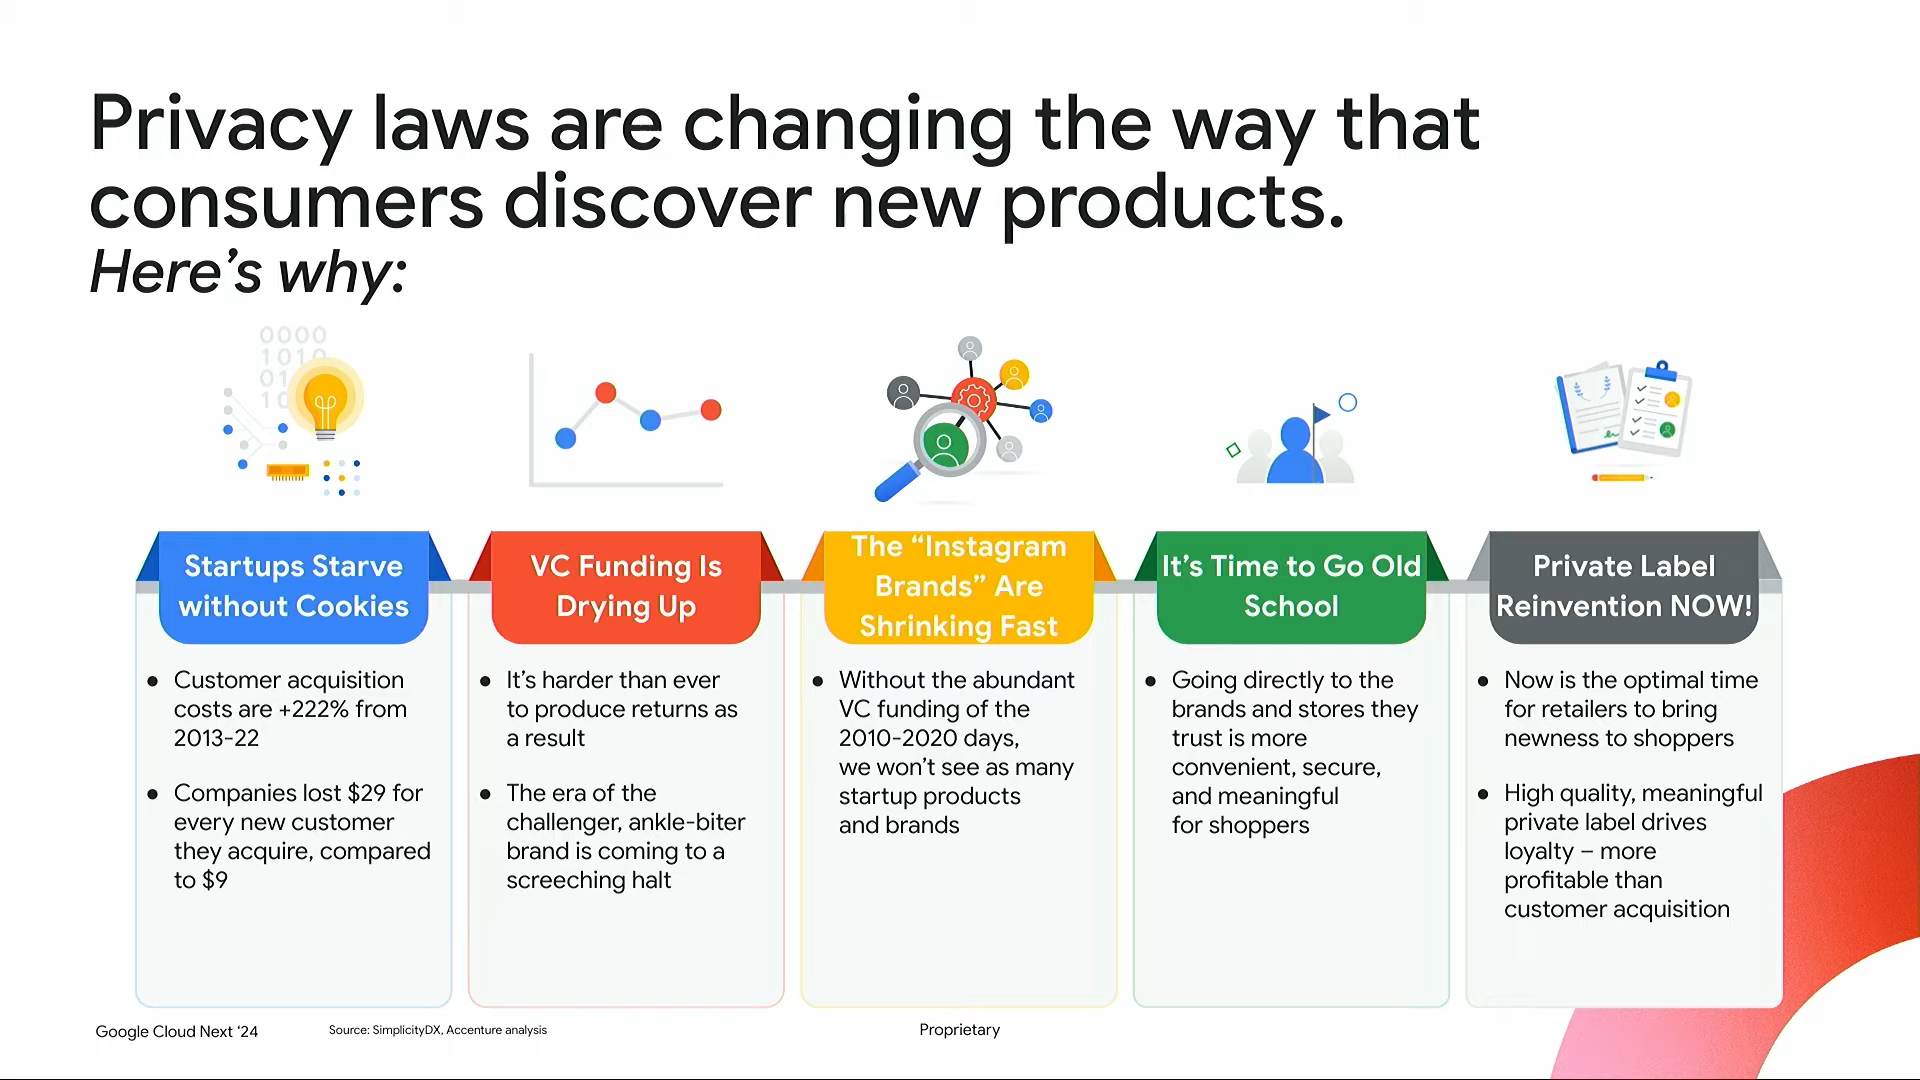 Privacy laws are changing the way that
consumers discover new products.
Here's why:
0000
1010
01
10
Startups Starve
without Cookies
● Customer acquisition
costs are +222% from
2013-22
● Companies lost $29 for
every new customer
they acquire, compared
to $9
VC Funding Is
Drying Up
● It's harder than ever
to produce returns as
a result
● The era of the
challenger, ankle-biter
brand is coming to a
screeching halt
The “Instagram
Brands” Are
Shrinking Fast
● Without the abundant
VC funding of the
2010-2020 days,
we won't see as many
startup products
and brands
It's Time to Go Old
School
● Going directly to the
brands and stores they
trust is more
convenient, secure,
and meaningful
for shoppers
Private Label
Reinvention NOW!
● Now is the optimal time
for retailers to bring
newness to shoppers
● High quality, meaningful
private label drives
loyalty – more
profitable than
customer acquisition
Google Cloud Next ‘24
Source: SimplicityDX, Accenture analysis
Proprietary